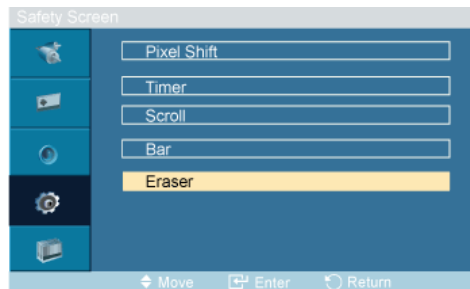 Safety Screen
Pixel Shift
Timer
Scroll
Bar
Eraser
Move Enter Return